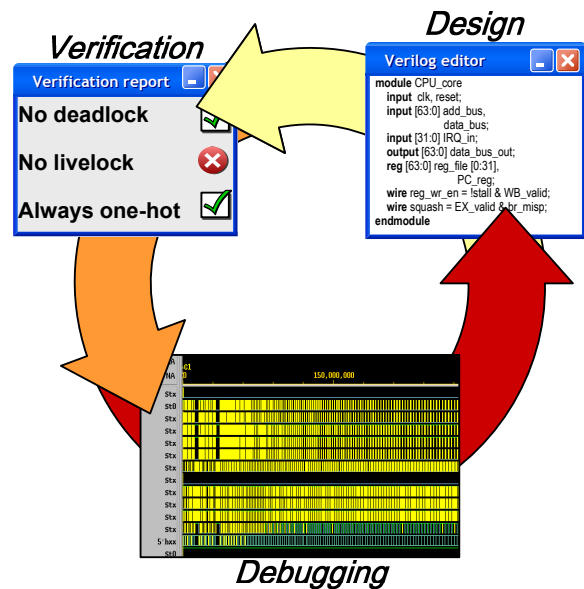 Verification
Design
Verification report
No deadlock
No livelock
Always one-hot
Verilog editor
module CPU_core
input clk, reset;
input [63:0] add_bus,
data_bus;
input [31:0] IRQ_in;
output [63:0] data_bus_out;
reg [63:0] reg_file [0:31],
PC_reg;
wire reg_wr_en = !stall & WB_valid;
wire squash = EX_valid & br_misp;
endmodule
150,000,000
Stx
St0
Stx
Stx
Stx
Stx
Stx
Stx
Stx
Stx
Stx
5'hxx
St0
Debugging